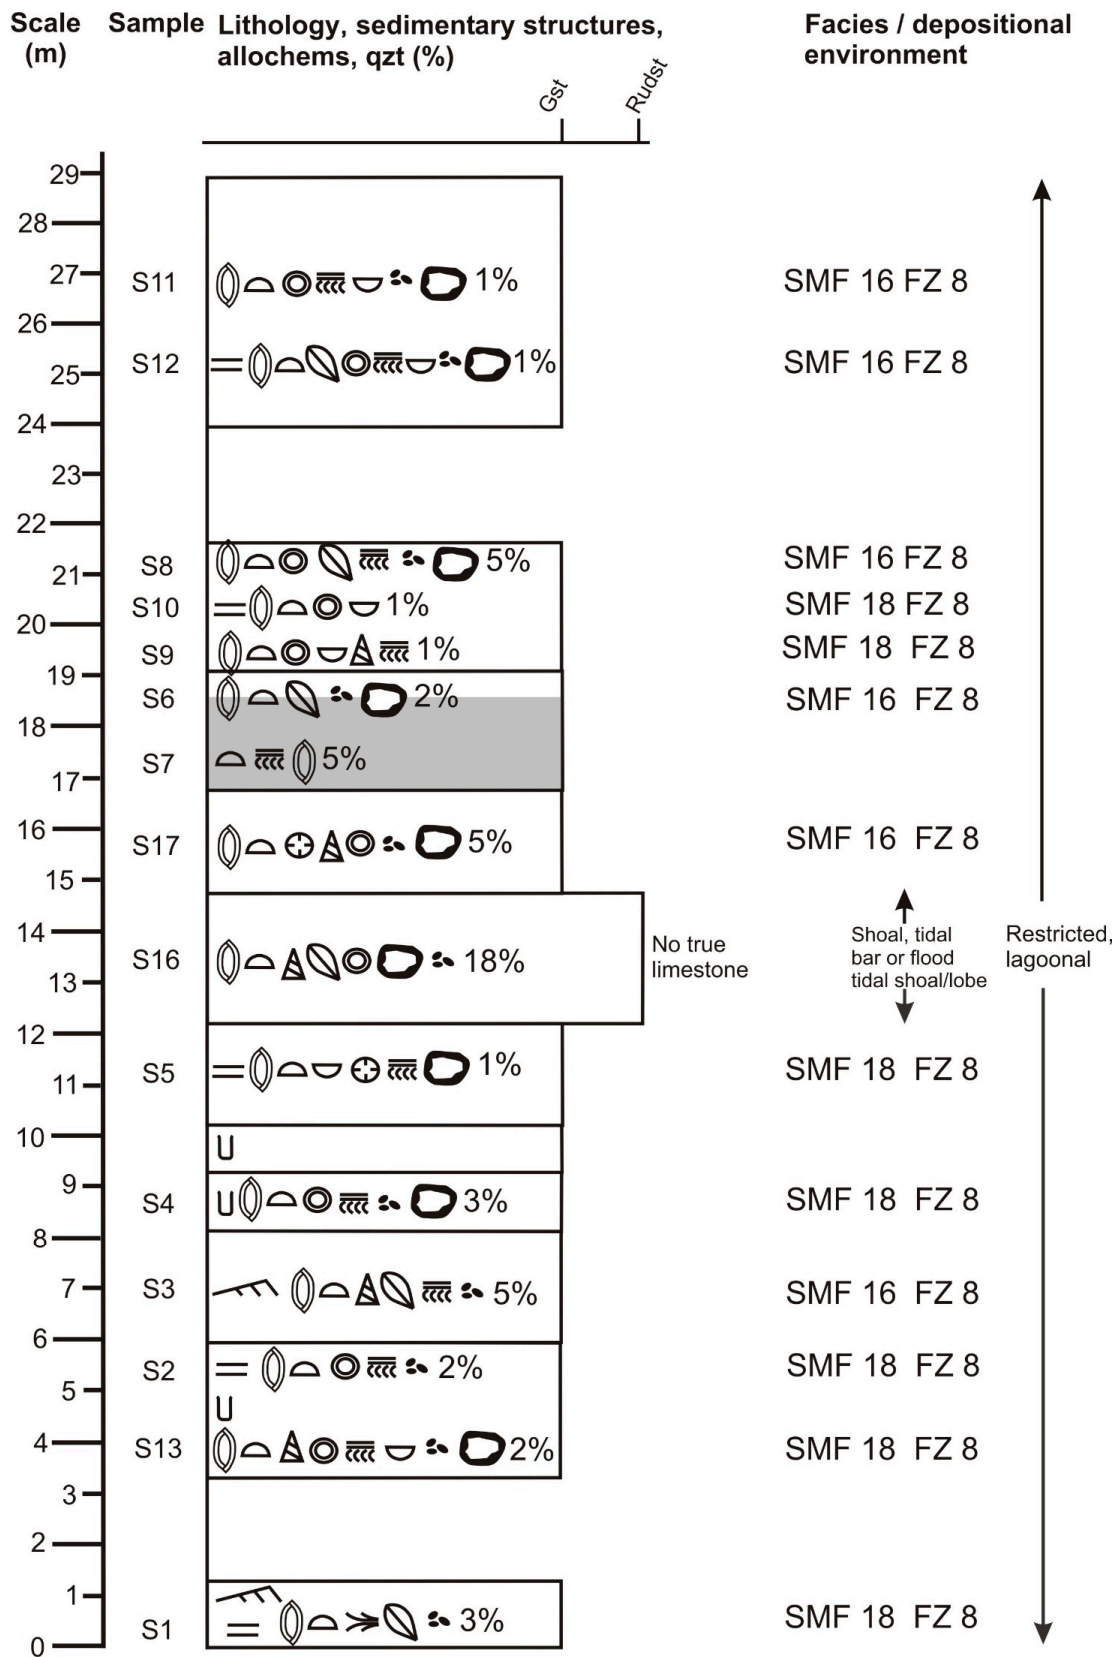 Scale
(m)
Sample
Lithology, sedimentary structures,
allochems, qzt (%)
Facies / depositional
environment
Gst
Rudst
29
28
27
S11
1%
SMF 16 FZ 8
26
S12
1%
SMF 16 FZ 8
25
24
23
22
S8
5%
SMF 16 FZ 8
21
S10
1%
SMF 18 FZ 8
20
S9
1%
SMF 18 FZ 8
19
S6
2%
SMF 16 FZ 8
18
S7
5%
17
16
S17
5%
SMF 16 FZ 8
15
14
S16
18%
No true
limestone
Shoal, tidal
bar or flood
tidal shoal/lobe
Restricted,
lagoonal
13
12
S5
1%
SMF 18 FZ 8
11
10
9
S4
3%
SMF 18 FZ 8
8
S3
5%
SMF 16 FZ 8
7
6
S2
2%
SMF 18 FZ 8
5
4
S13
2%
SMF 18 FZ 8
3
2
1
S1
3%
SMF 18 FZ 8
0